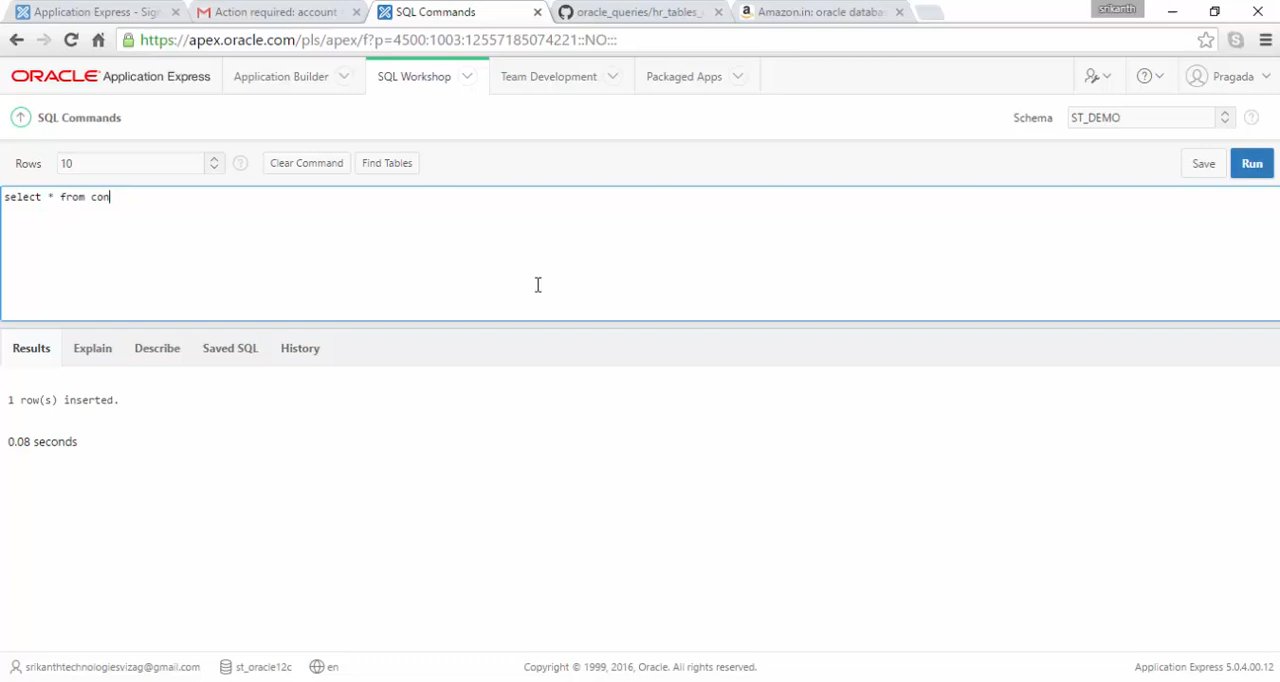 Application Express - Sig
Action required: account
SQL Commands
oracle_queries/hr_tables_
Amazon.in: oracle databa
srikanth
https://apex.oracle.com/pls/apex/f?p=4500:1003:12557185074221::NO:::
ORACLE Application Express
Application Builder
SQL Workshop
Team Development
Packaged Apps
Pragada
SQL Commands
Schema
ST_DEMO
Rows
10
Clear Command
Find Tables
Save
Run
select * from con
Results
Explain
Describe
Saved SQL
History
1 row(s) inserted.
0.08 seconds
srikanthtechnologiesvizag@gmail.com
st_oracle12c
en
Copyright © 1999, 2016, Oracle. All rights reserved.
Application Express 5.0.4.00.12